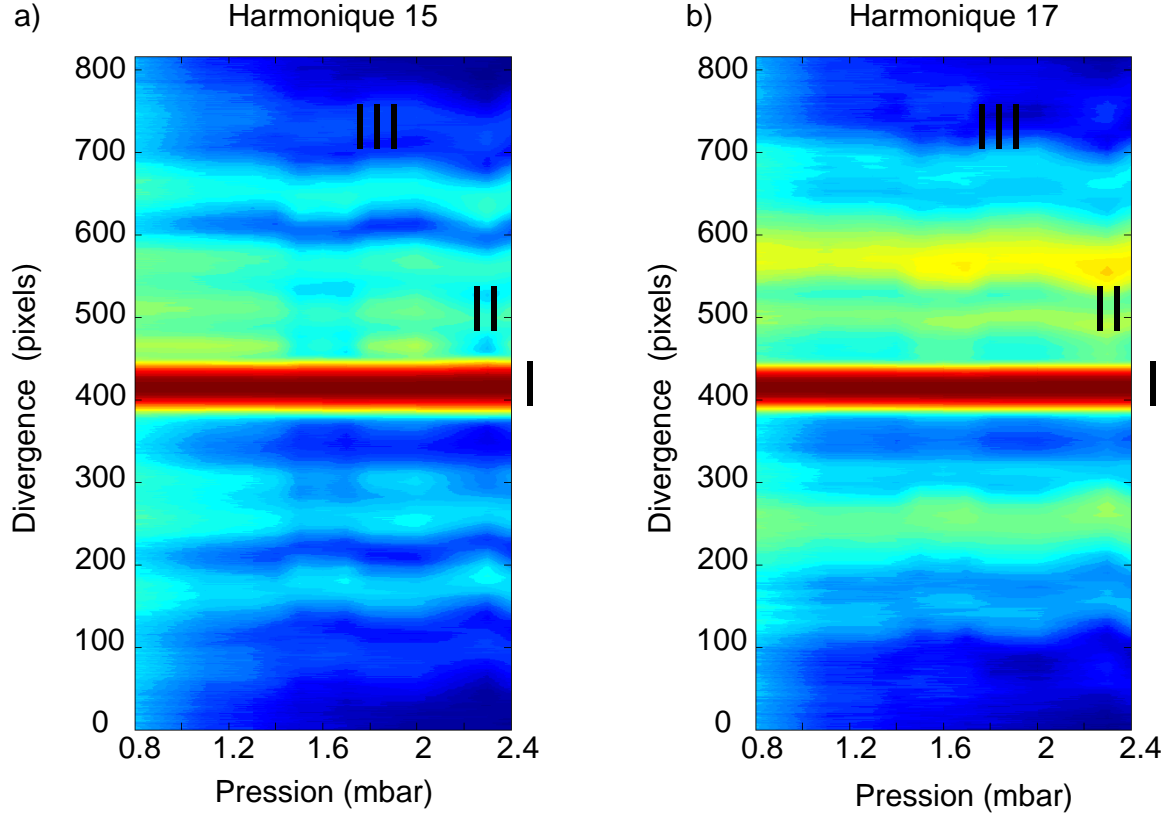 a)
Harmonique 15
800
700
600
500
400
300
200
100
0
0.8
1.2
1.6
2
2.4
Pression (mbar)
Divergence (pixels)
III
II
I
b)
Harmonique 17
800
700
600
500
400
300
200
100
0
0.8
1.2
1.6
2
2.4
Pression (mbar)
Divergence (pixels)
III
II
I